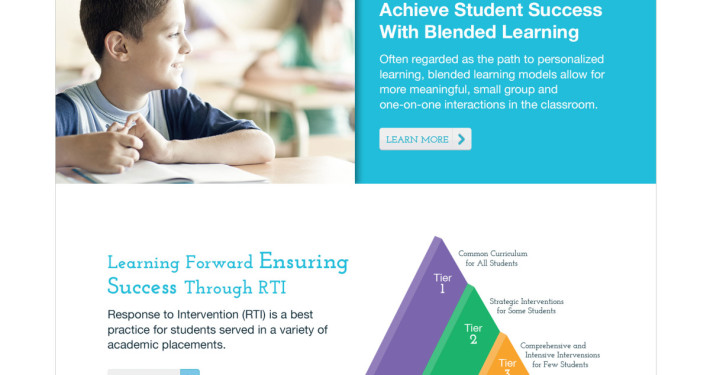 Achieve Student Success
With Blended Learning
Often regarded as the path to personalized
learning, blended learning models allow for
more meaningful, small group and
one-on-one interactions in the classroom.
LEARN MORE
Learning Forward Ensuring
Success Through RTI
Response to Intervention (RTI) is a best
practice for students served in a variety of
academic placements.
Tier
1
Common Curriculum
for All Students
Tier
2
Strategic Interventions
for Some Students
Tier
3
Comprehensive and
Intensive Interventions
for Few Students